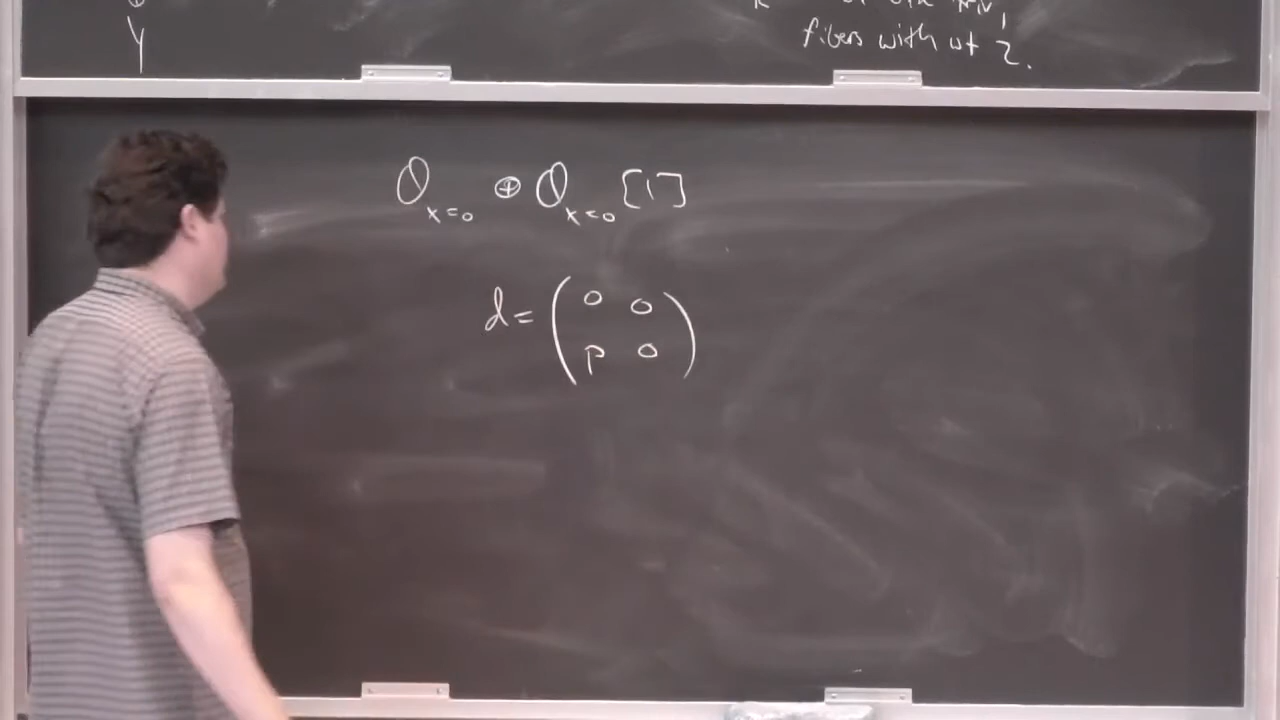 Y
fibers with wt 2.
O_{x=0} ⊕ O_{x=0} [1]
d = ( 0 0
p 0 )